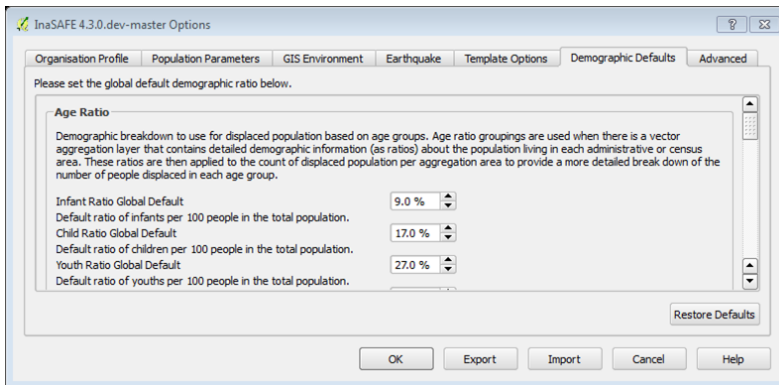 InaSAFE 4.3.0.dev-master Options
Organisation Profile Population Parameters GIS Environment Earthquake Template Options Demographic Defaults Advanced
Please set the global default demographic ratio below.
Age Ratio
Demographic breakdown to use for displaced population based on age groups. Age ratio groupings are used when there is a vector
aggregation layer that contains detailed demographic information (as ratios) about the population living in each administrative or census
area. These ratios are then applied to the count of displaced population per aggregation area to provide a more detailed break down of the
number of people displaced in each age group.
Infant Ratio Global Default 9.0 %
Default ratio of infants per 100 people in the total population.
Child Ratio Global Default 17.0 %
Default ratio of children per 100 people in the total population.
Youth Ratio Global Default 27.0 %
Default ratio of youths per 100 people in the total population.
Restore Defaults
OK Export Import Cancel Help